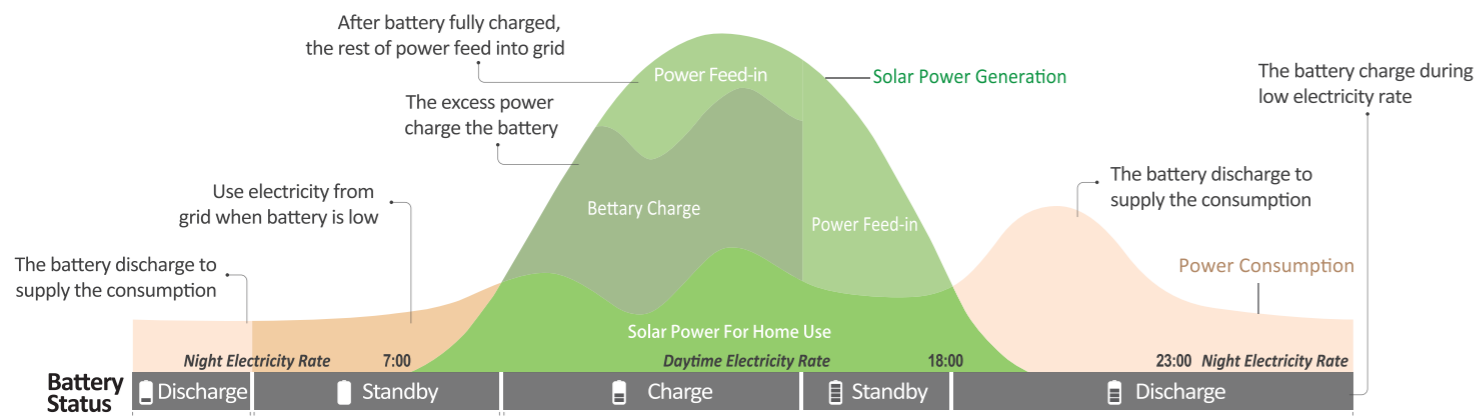 After battery fully charged,
the rest of power feed into grid
Power Feed-in
Solar Power Generation
The battery charge during
low electricity rate
The excess power
charge the battery
The battery discharge to
supply the consumption
Use electricity from
grid when battery is low
Bettary Charge
Power Feed-in
The battery discharge to
supply the consumption
Power Consumption
Solar Power For Home Use
Night Electricity Rate 7:00 Daytime Electricity Rate 18:00 23:00 Night Electricity Rate
Battery
Status
Discharge Standby Charge Standby Discharge